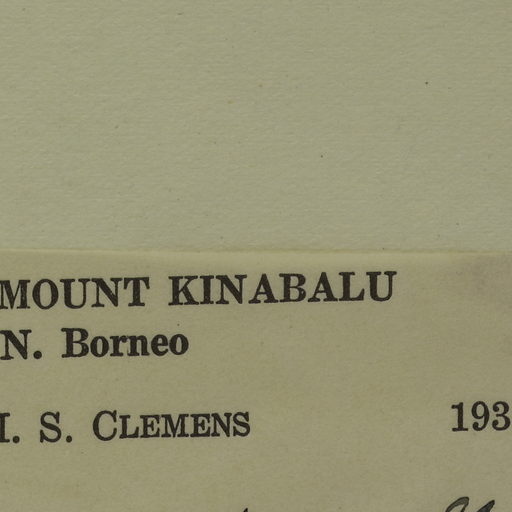 MOUNT KINABALU
N. Borneo
S. CLEMENS 193